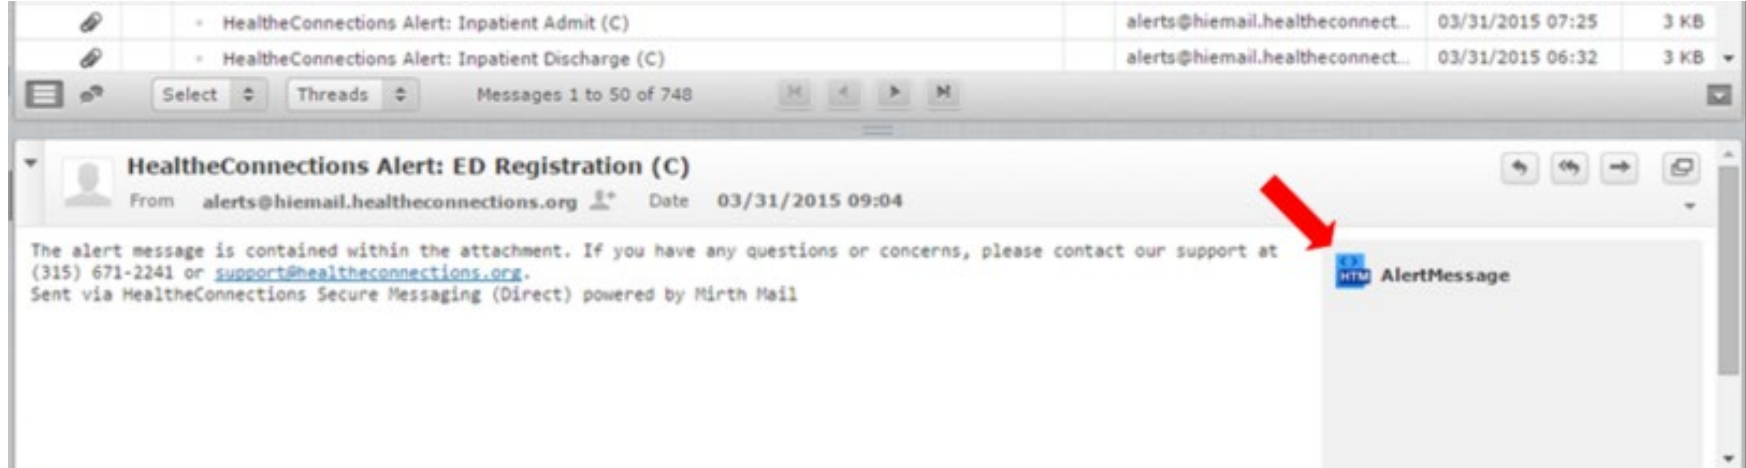 HealtheConnections Alert: Inpatient Admit (C) alerts@hiemail.healtheconnect... 03/31/2015 07:25 3 KB
HealtheConnections Alert: Inpatient Discharge (C) alerts@hiemail.healtheconnect... 03/31/2015 06:32 3 KB
Select Threads Messages 1 to 50 of 748
HealtheConnections Alert: ED Registration (C)
From alerts@hiemail.healtheconnections.org Date 03/31/2015 09:04
The alert message is contained within the attachment. If you have any questions or concerns, please contact our support at
(315) 671-2241 or support@healtheconnections.org.
Sent via HealtheConnections Secure Messaging (Direct) powered by Mirth Mail
HTM AlertMessage